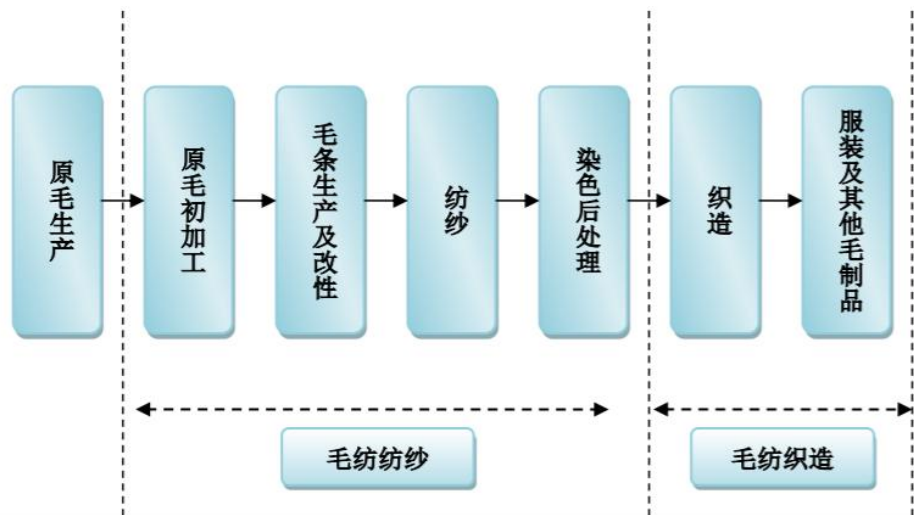 原毛生产
原毛初加工
毛条生产及改性
纺纱
染色后处理
织造
服装及其他毛制品
毛纺纺纱
毛纺织造